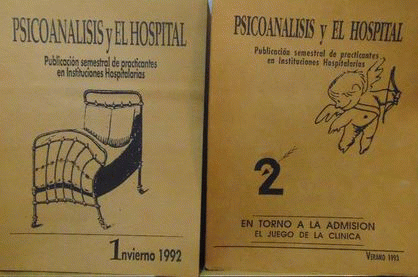 PSICOANALISIS y EL HOSPITAL
Publicación semestral de practicantes
en Instituciones Hospitalarias
1nvierno 1992
PSICOANALISIS y EL HOSPITAL
Publicación semestral de practicantes
en Instituciones Hospitalarias
2
EN TORNO A LA ADMISION
EL JUEGO DE LA CLINICA
VERANO 1993